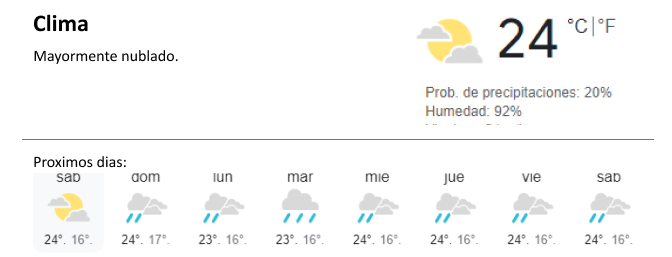 Clima
24 °C|°F
Mayormente nublado.
Prob. de precipitaciones: 20%
Humedad: 92%
Proximos dias:
sab dom lun mar mie jue vie sab
24°. 16°. 24°. 17°. 23°. 16°. 23°. 16°. 24°. 16°. 24°. 16°. 24°. 16°. 24°. 16°.